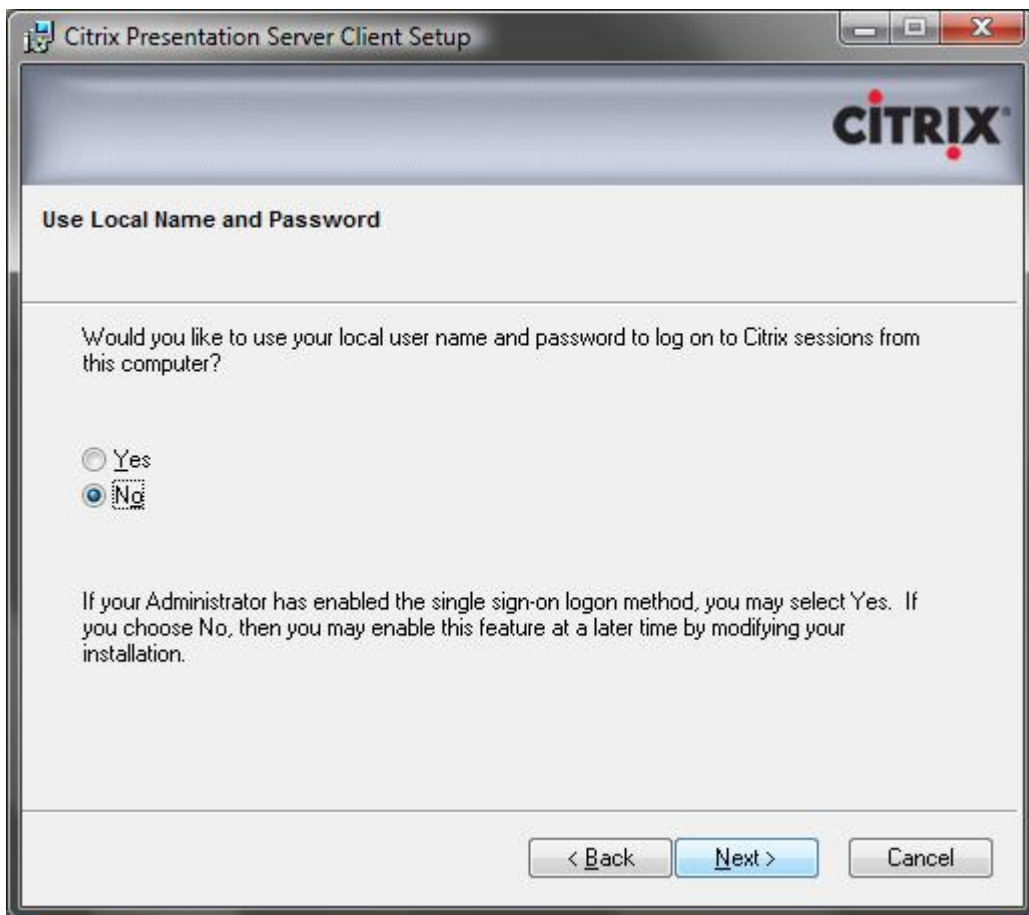 Citrix Presentation Server Client Setup
CITRIX®
Use Local Name and Password
Would you like to use your local user name and password to log on to Citrix sessions from
this computer?
Yes
No
If your Administrator has enabled the single sign-on logon method, you may select Yes.  If
you choose No, then you may enable this feature at a later time by modifying your
installation.
< Back
Next >
Cancel